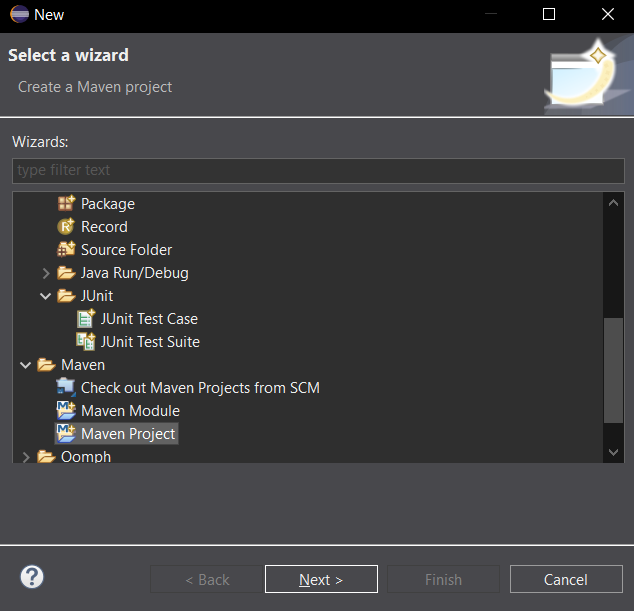 New
Select a wizard
Create a Maven project
Wizards:
type filter text
Package
R Record
Source Folder
Java Run/Debug
JUnit
JUnit Test Case
JUnit Test Suite
Maven
Check out Maven Projects from SCM
M Maven Module
M Maven Project
Oomph
? < Back Next > Finish Cancel